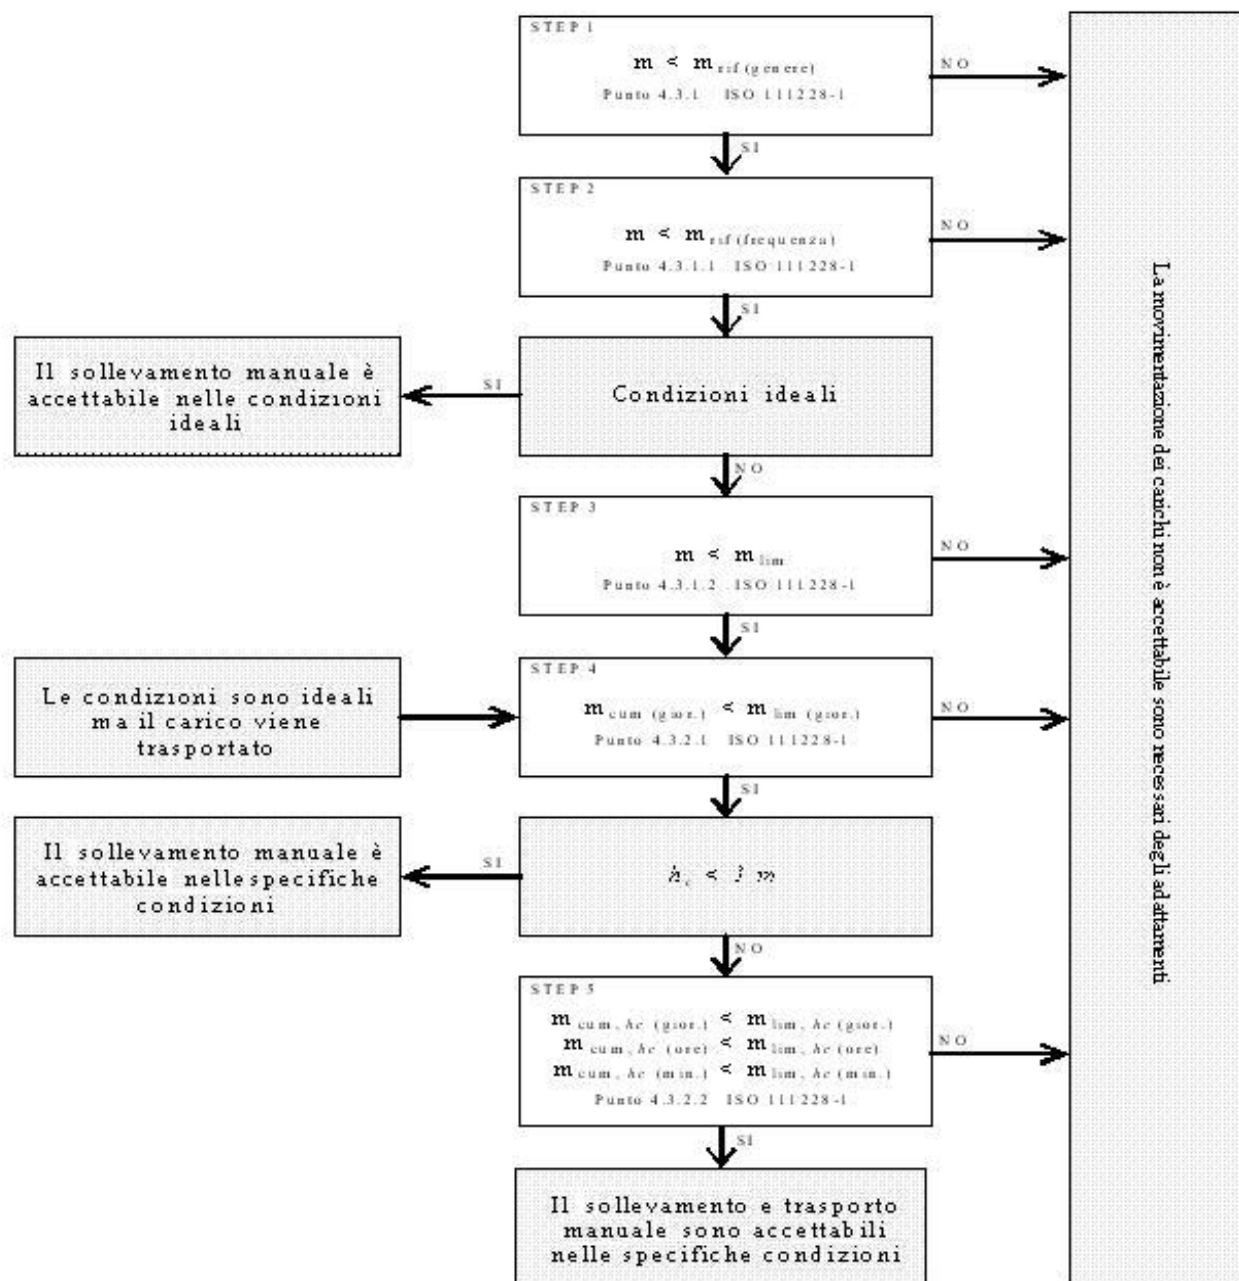 STEP 1
m < m rif (genere)
Punto 4.3.1 ISO 111228-1
NO
SI
STEP 2
m < m rif (frequenza)
Punto 4.3.1.1 ISO 111228-1
NO
SI
Il sollevamento manuale è
accettabile nelle condizioni
ideali
SI
Condizioni ideali
NO
STEP 3
m < m lim
Punto 4.3.1.2 ISO 111228-1
NO
SI
Le condizioni sono ideali
ma il carico viene
trasportato
STEP 4
m cum (gior.) < m lim (gior.)
Punto 4.3.2.1 ISO 111228-1
NO
SI
Il sollevamento manuale è
accettabile nelle specifiche
condizioni
SI
< m
NO
STEP 5
m cum, hc (gior.) < m lim, hc (gior.)
m cum, hc (ore) < m lim, hc (ore)
m cum, hc (min.) < m lim, hc (min.)
Punto 4.3.2.2 ISO 111228-1
NO
SI
Il sollevamento e trasporto
manuale sono accettabili
nelle specifiche condizioni
La movimentazione dei carichi non è accettabile sono necessari degli adattamenti